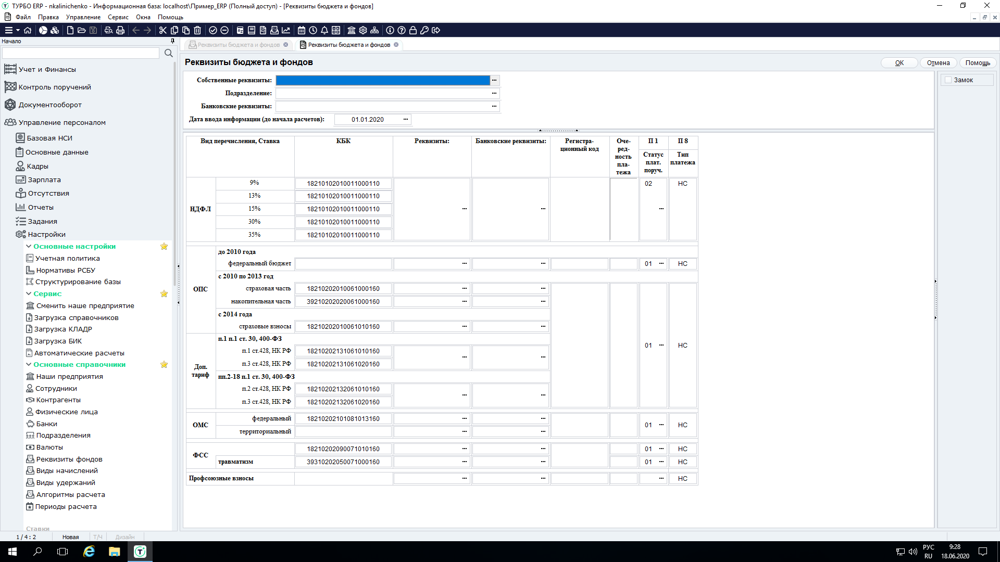 ТУРБО ERP - nkalinichenko - Информационная база: localhost\Пример_ERP (Полный доступ) - [Реквизиты бюджета и фондов]
Файл Правка Управление Сервис Окна Помощь
Начало
Реквизиты бюджета и фондов
Реквизиты бюджета и фондов
Учет и Финансы
Контроль поручений
Документооборот
Управление персоналом
Базовая НСИ
Основные данные
Кадры
Зарплата
Отсутствия
Отчеты
Задания
Настройки
Основные настройки
Учетная политика
Нормативы РСБУ
Структурирование базы
Сервис
Сменить наше предприятие
Загрузка справочников
Загрузка КЛАДР
Загрузка БИК
Автоматические расчеты
Основные справочники
Наши предприятия
Сотрудники
Контрагенты
Физические лица
Банки
Подразделения
Валюты
Реквизиты фондов
Виды начислений
Виды удержаний
Алгоритмы расчета
Периоды расчета
Ставки
Реквизиты бюджета и фондов
ОК Отмена Помощь
Замок
Собственные реквизиты: ...
Подразделение: ...
Банковские реквизиты: ...
Дата ввода информации (до начала расчетов): 01.01.2020 ...
Вид перечисления, Ставка КБК Реквизиты: Банковские реквизиты: Регистра-
ционный код Оче-
ред-
ность
пла-
тежа П 1 П 8
Статус
плат.
поруч. Тип
платежа
НДФЛ
9% 18210102010011000110 02 НС
13% 18210102010011000110
15% 18210102010011000110 ... ... ...
30% 18210102010011000110
35% 18210102010011000110
ОПС
до 2010 года
федеральный бюджет ... ... 01 ... НС
с 2010 по 2013 год
страховая часть 18210202010061000160 ... ...
накопительная часть 39210202020061000160 ... ...
с 2014 года
страховые взносы 18210202010061010160 ... ...
Доп.
тариф
п.1 п.1 ст. 30, 400-ФЗ
01 ... НС
п.1 ст.428, НК РФ 18210202131061010160 ... ...
п.3 ст.428, НК РФ 18210202131061020160
пп.2-18 п.1 ст. 30, 400-ФЗ
п.2 ст.428, НК РФ 18210202132061010160 ... ...
п.3 ст.428, НК РФ 18210202132061020160
ОМС
федеральный 18210202101081013160 ... ... 01 ... НС
территориальный ... ...
ФСС
18210202090071010160 ... ... 01 ... НС
травматизм 39310202050071000160 ... ... 01 ... НС
Профсоюзные взносы ... ... ... НС
1 / 4 : 2 Новая Т/Ч Дизайн
РУС
RU
9:28
18.06.2020